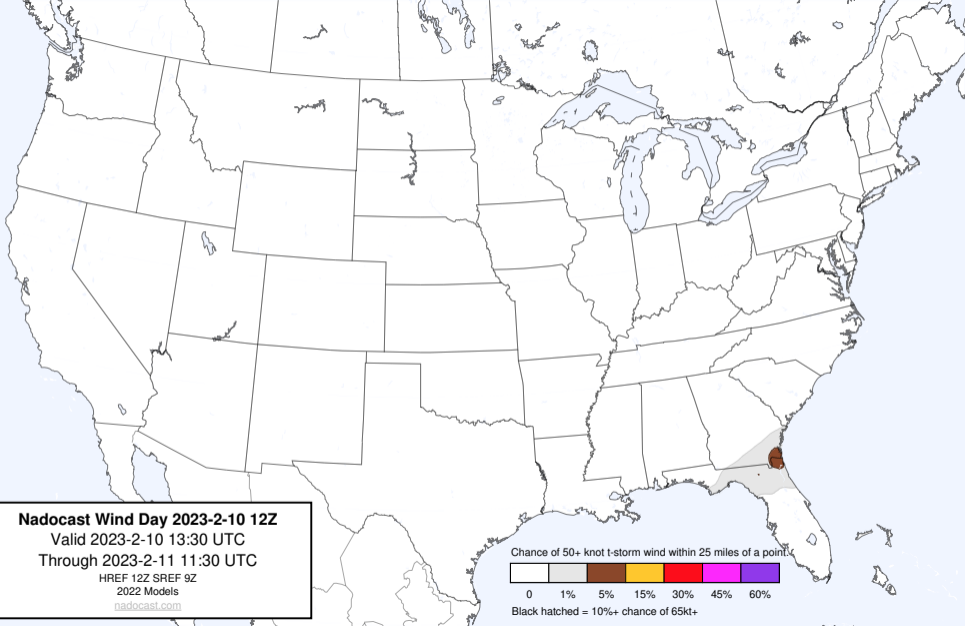 Nadocast Wind Day 2023-2-10 12Z
Valid 2023-2-10 13:30 UTC
Through 2023-2-11 11:30 UTC
HREF 12Z SREF 9Z
2022 Models
nadocast.com
Chance of 50+ knot t-storm wind within 25 miles of a point.
0 1% 5% 15% 30% 45% 60%
Black hatched = 10%+ chance of 65kt+